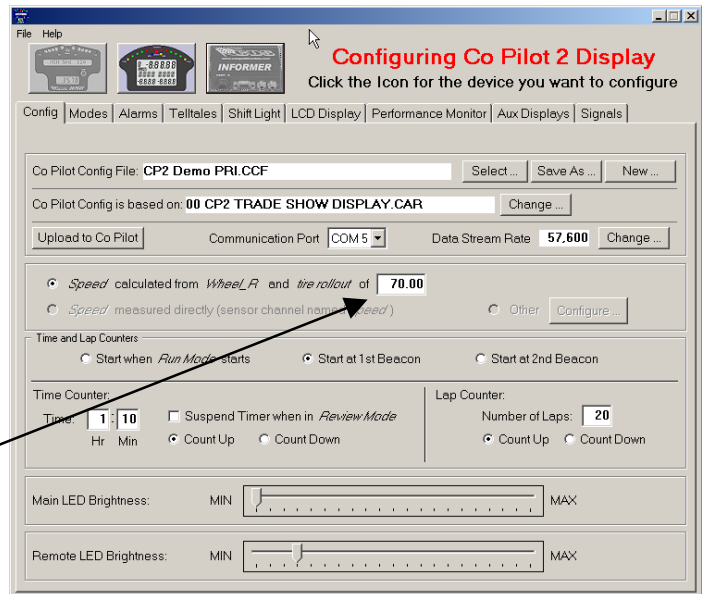 File Help
INFORMER
Configuring Co Pilot 2 Display
Click the Icon for the device you want to configure
Config Modes Alarms Telltales Shift Light LCD Display Performance Monitor Aux Displays Signals
Co Pilot Config File: CP2 Demo PRI.CCF Select ... Save As ... New ...
Co Pilot Config is based on: 00 CP2 TRADE SHOW DISPLAY.CAR Change ...
Upload to Co Pilot Communication Port COM 5 Data Stream Rate 57,600 Change ...
Speed calculated from Wheel_R and tire rollout of 70.00
Speed measured directly (sensor channel named Speed) Other Configure ...
Time and Lap Counters
Start when Run Mode starts Start at 1st Beacon Start at 2nd Beacon
Time Counter: Lap Counter:
Time: 1 : 10 Suspend Timer when in Review Mode Number of Laps: 20
Hr Min Count Up Count Down Count Up Count Down
Main LED Brightness: MIN MAX
Remote LED Brightness: MIN MAX